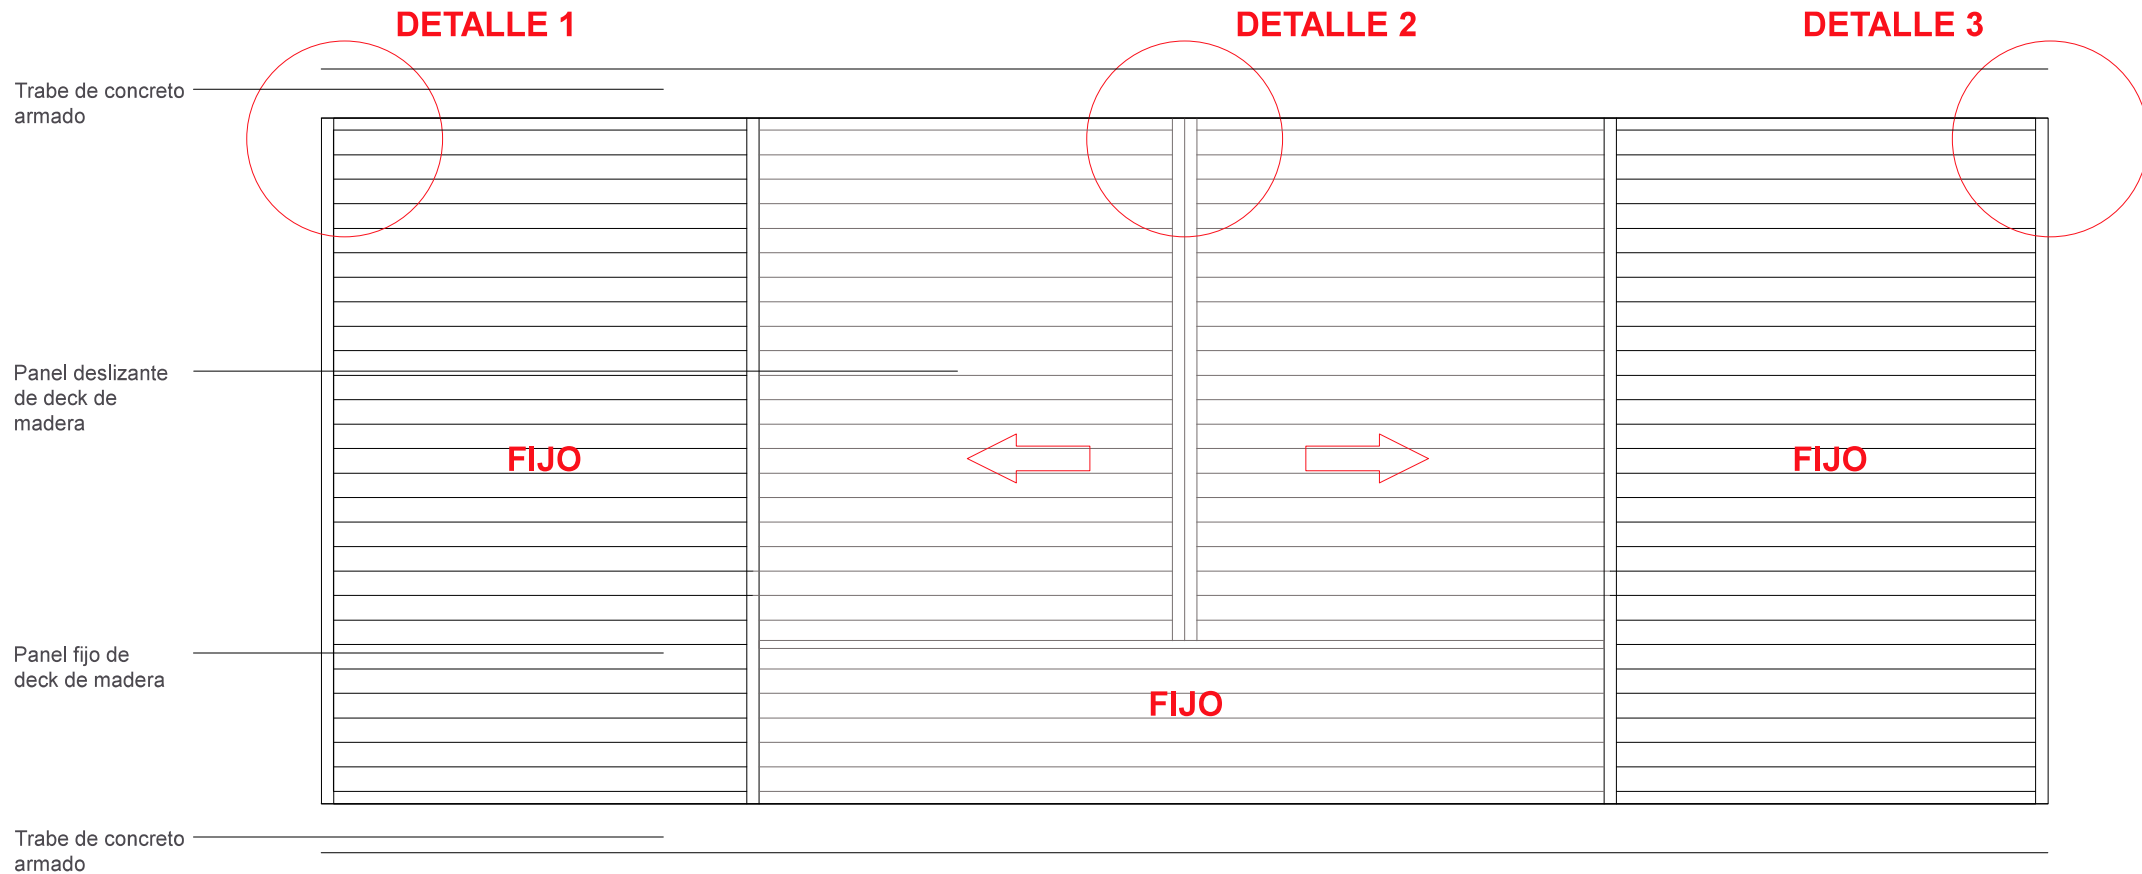 DETALLE 1
DETALLE 2
DETALLE 3
Trabe de concreto
armado
Panel deslizante
de deck de
madera
FIJO
FIJO
Panel fijo de
deck de madera
FIJO
Trabe de concreto
armado